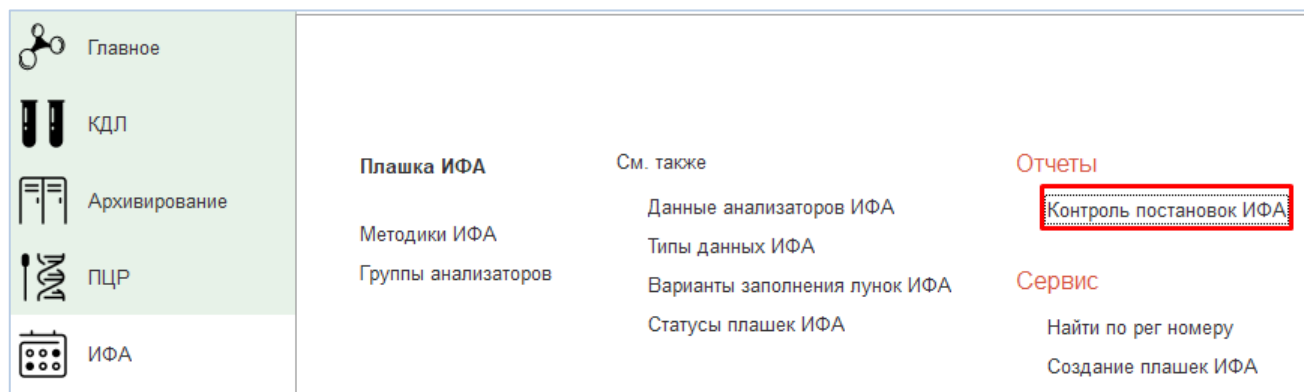 Главное
КДЛ
Архивирование
ПЦР
ИФА
Плашка ИФА
Методики ИФА
Группы анализаторов
См. также
Данные анализаторов ИФА
Типы данных ИФА
Варианты заполнения лунок ИФА
Статусы плашек ИФА
Отчеты
Контроль постановок ИФА
Сервис
Найти по рег номеру
Создание плашек ИФА